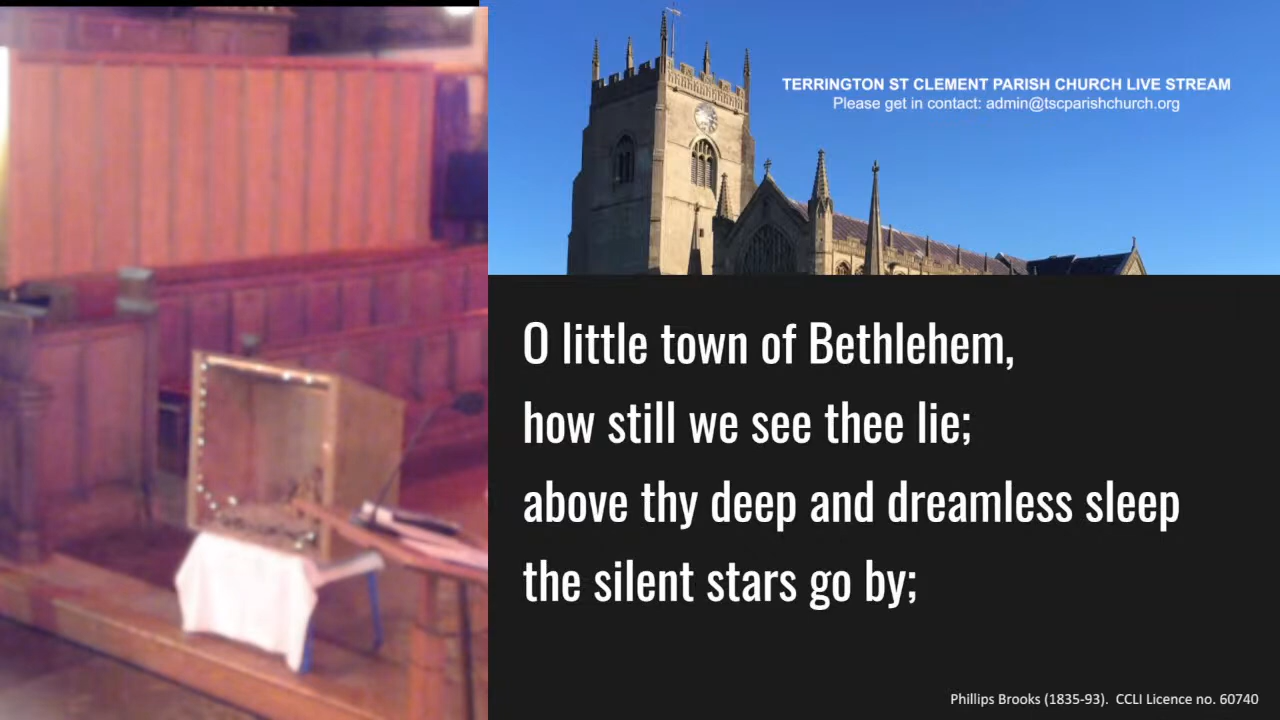 TERRINGTON ST CLEMENT PARISH CHURCH LIVE STREAM
Please get in contact: admin@tscparishchurch.org
O little town of Bethlehem,
how still we see thee lie;
above thy deep and dreamless sleep
the silent stars go by;
Phillips Brooks (1835-93).  CCLI Licence no. 60740